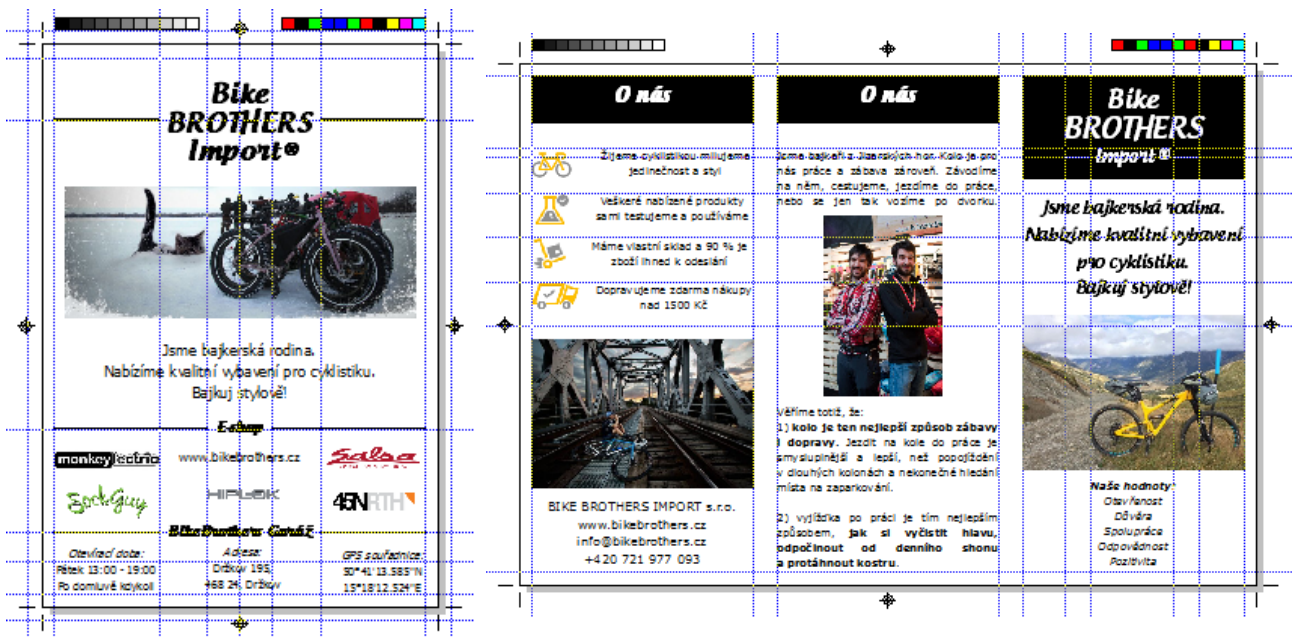 Bike
BROTHERS
Import®
Jsme bajkerská rodina.
Nabízíme kvalitní vybavení pro cyklistiku.
Bajkuj stylově!
E-shop
monkeylectric
www.bikebrothers.cz
Salsa
SockGuy
HIPLOK
45NRTH
BikeBrothers Garáž
Otevírací doba:
Pátek 13:00 - 19:00
Po domluvě kdykoli
Adresa:
Držkov 195,
468 24, Držkov
GPS souřadnice:
50°41'13.585"N
15°18'12.524"E
O nás
Žijeme cyklistikou milujeme
jedinečnost a styl
Veškeré nabízené produkty
sami testujeme a používáme
Máme vlastní sklad a 90 % je
zboží ihned k odeslání
Dopravujeme zdarma nákupy
nad 1500 Kč
BIKE BROTHERS IMPORT s.r.o.
www.bikebrothers.cz
info@bikebrothers.cz
+420 721 977 093
O nás
Jsme bajkeři z Jizerských hor. Kolo je pro
nás práce a zábava zároveň. Závodíme
na něm, cestujeme, jezdíme do práce,
nebo se jen tak vozíme po dvorku.
Věříme totiž, že:
1) kolo je ten nejlepší způsob zábavy
i dopravy. Jezdit na kole do práce je
smysluplnější a lepší, než popojíždění
v dlouhých kolonách a nekonečné hledání
místa na zaparkování.
2) vyjížďka po práci je tím nejlepším
způsobem, jak si vyčistit hlavu,
odpočinout od denního shonu
a protáhnout kostru.
Bike
BROTHERS
Import®
Jsme bajkerská rodina.
Nabízíme kvalitní vybavení
pro cyklistiku.
Bajkuj stylově!
Naše hodnoty:
Otevřenost
Důvěra
Spolupráce
Odpovědnost
Pozitivita